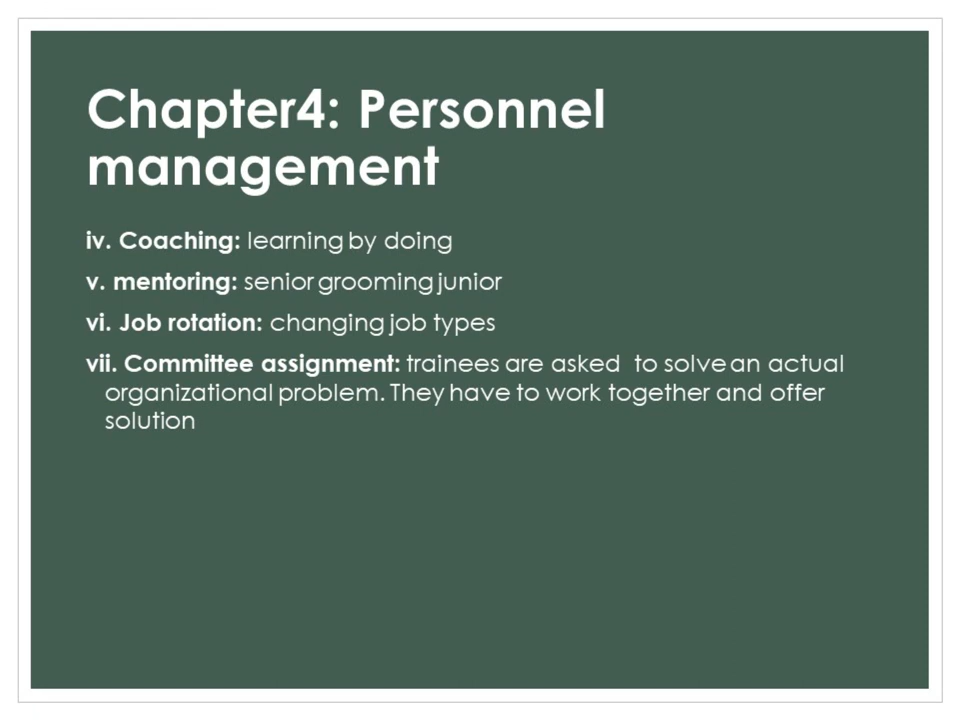 Chapter4: Personnel
management
iv. Coaching: learning by doing
v. mentoring: senior grooming junior
vi. Job rotation: changing job types
vii. Committee assignment: trainees are asked  to solve an actual
organizational problem. They have to work together and offer
solution